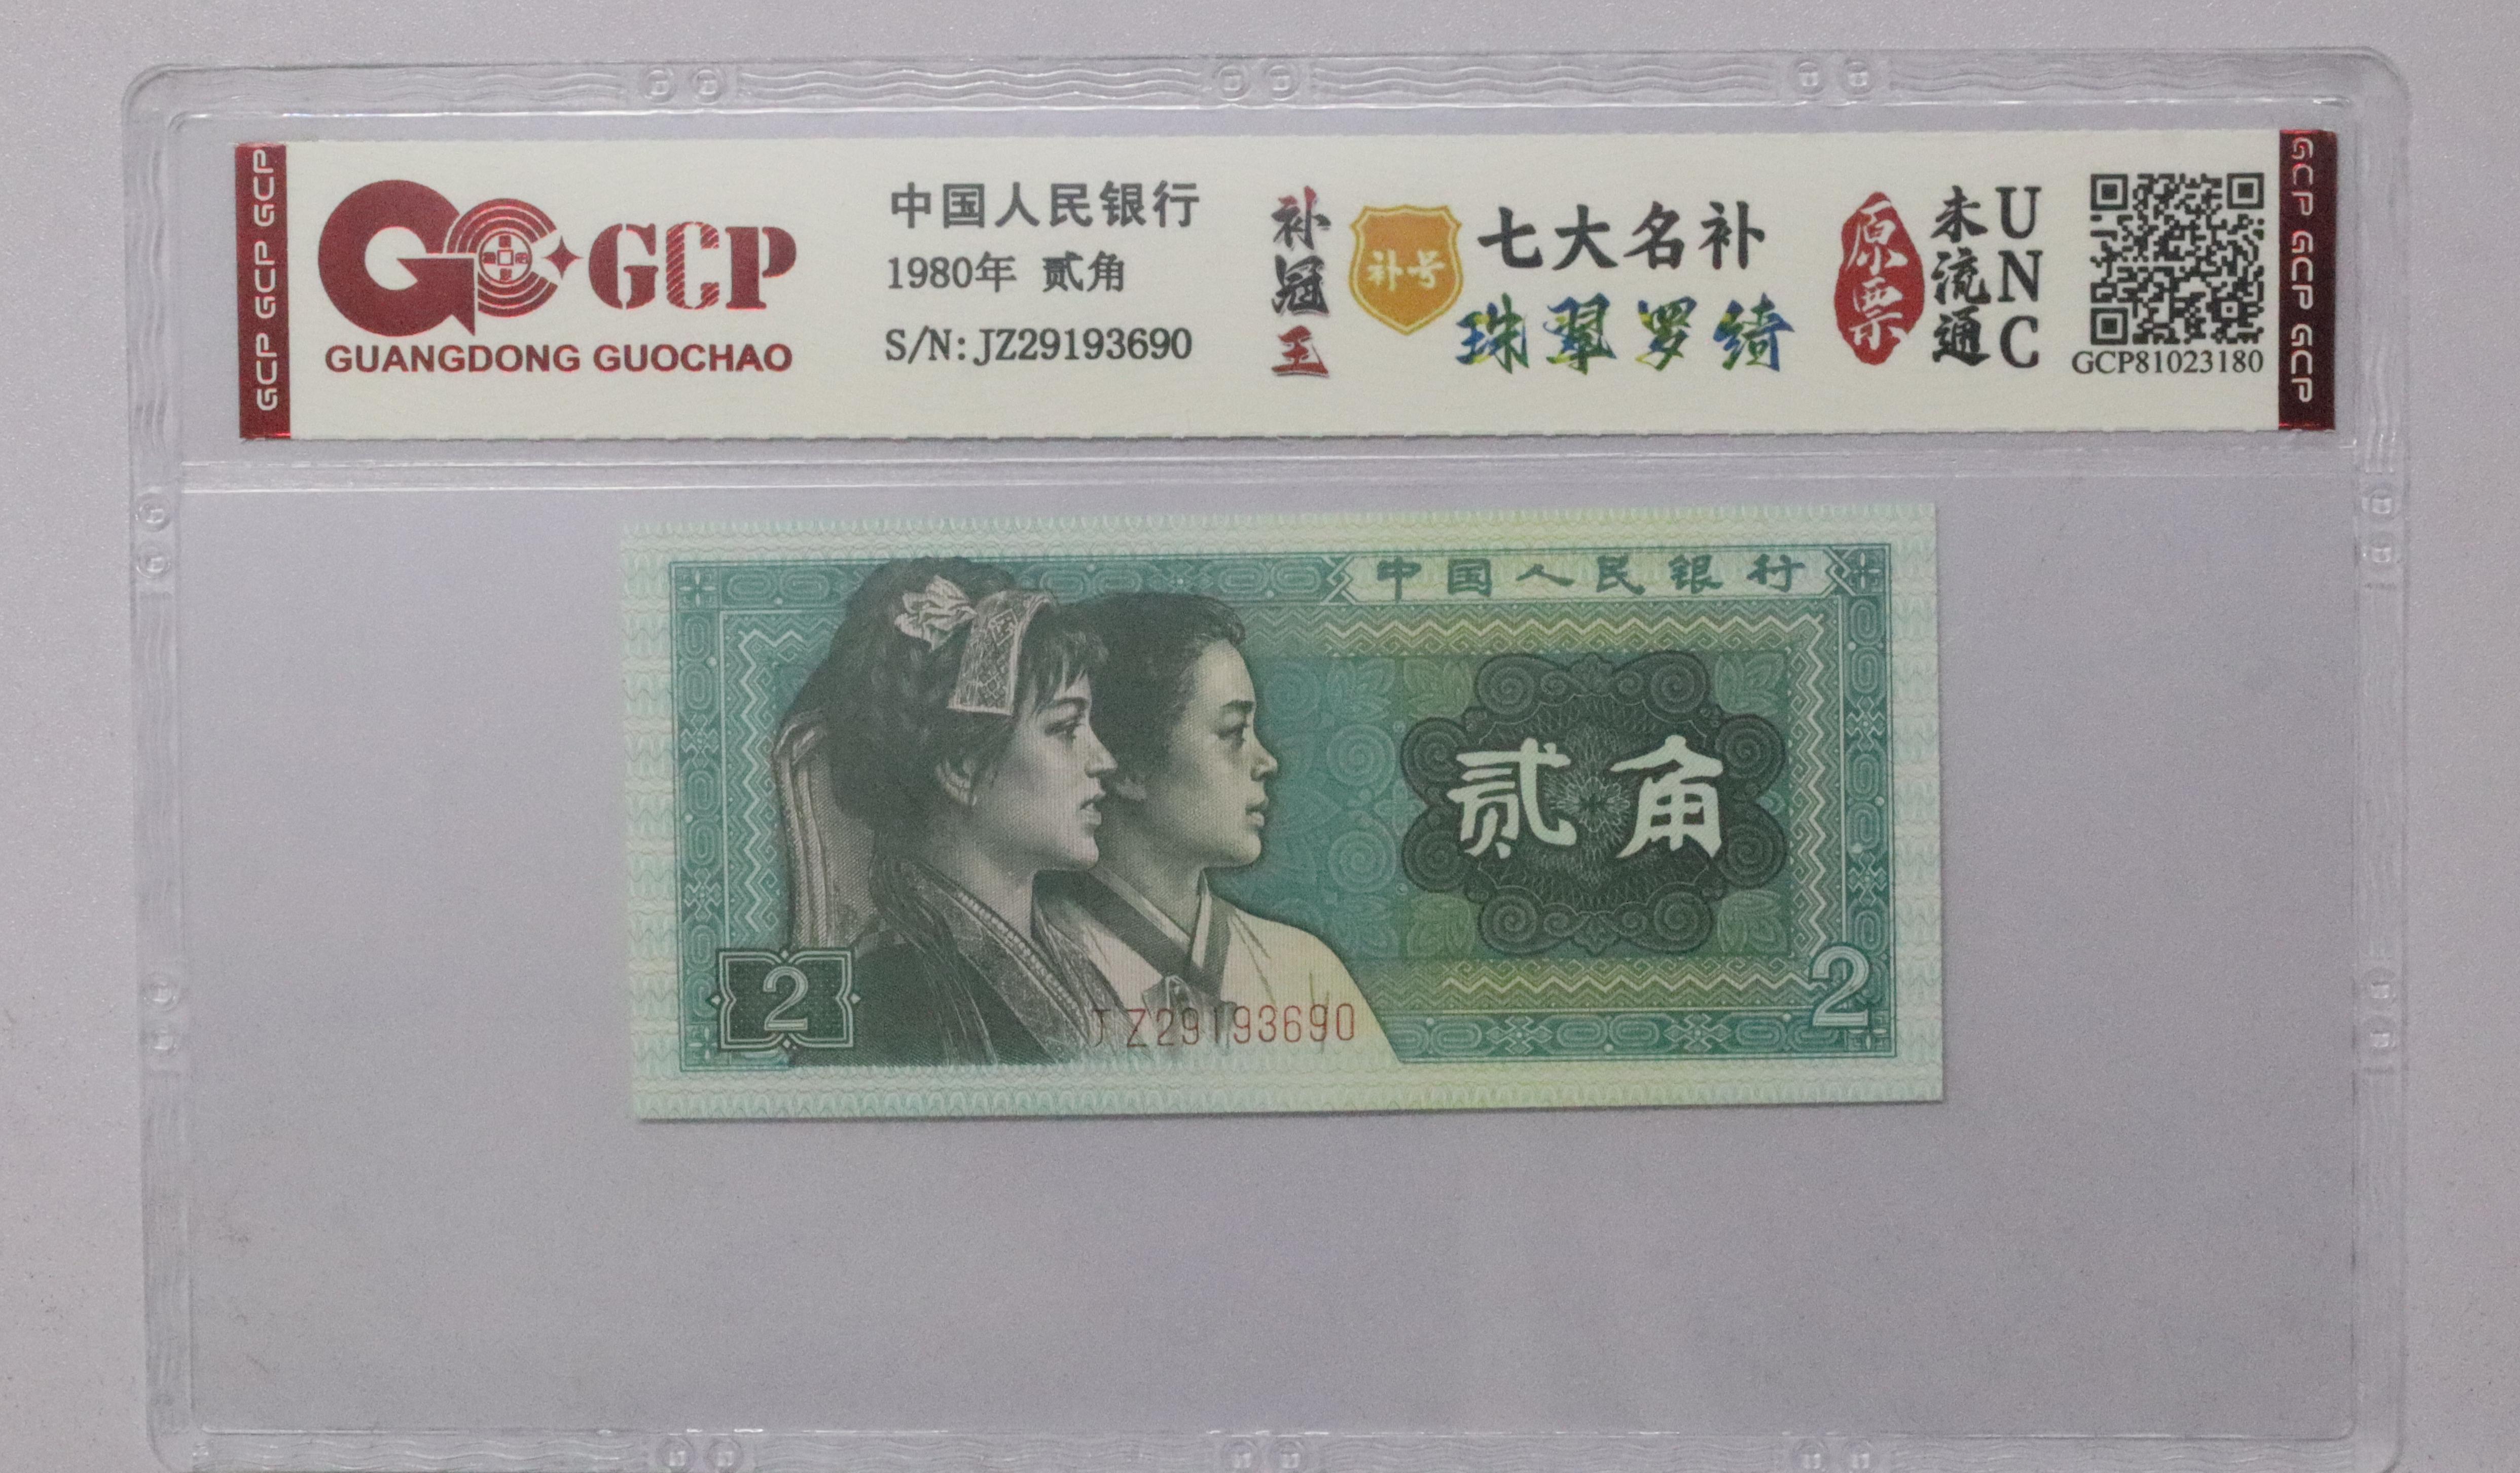 GCP GCP GCP
GCP
GUANGDONG GUOCHAO
中国人民银行
1980年 贰角
S/N: JZ29193690
补冠王
补号
七大名补
珠翠罗绮
原票
未流通
UNC
GCP81023180
GCP GCP GCP
中国人民银行
贰角
2
2
JZ29193690